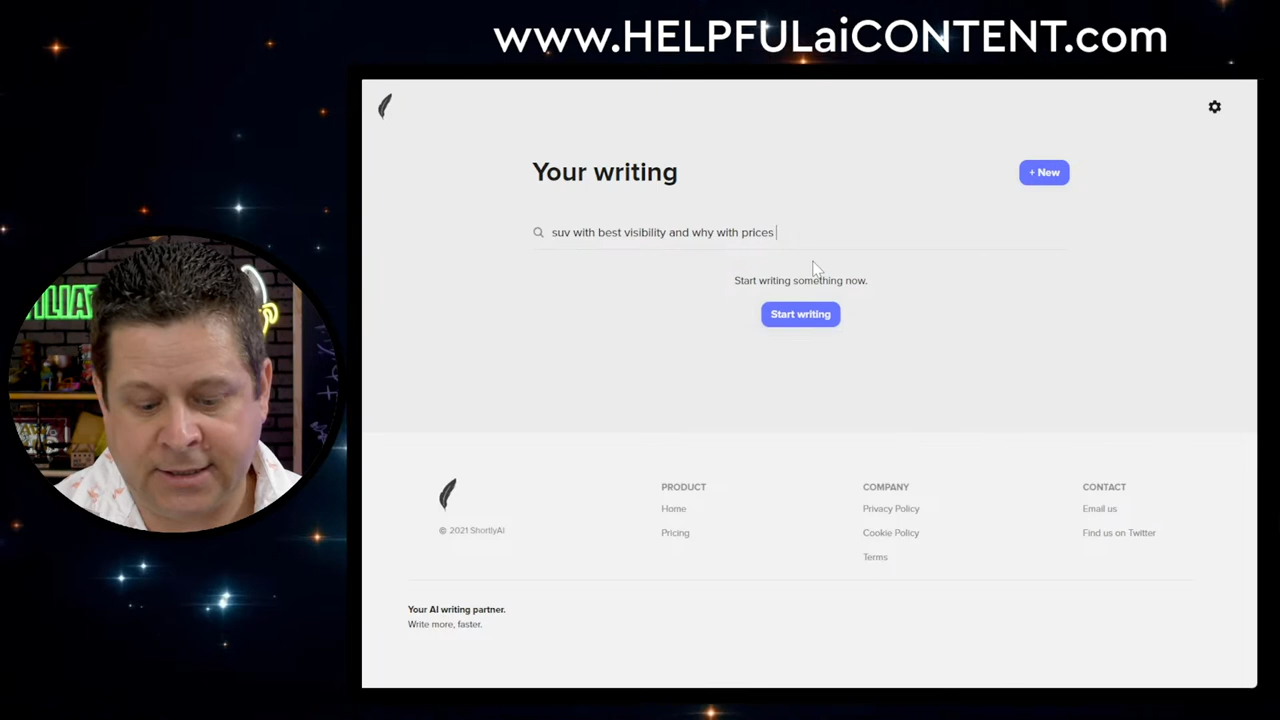 www.HELPFULaiCONTENT.com
Your writing
+ New
suv with best visibility and why with prices
Start writing something now.
Start writing
PRODUCT
COMPANY
CONTACT
Home
Privacy Policy
Email us
© 2021 ShortlyAI
Pricing
Cookie Policy
Find us on Twitter
Terms
Your AI writing partner.
Write more, faster.